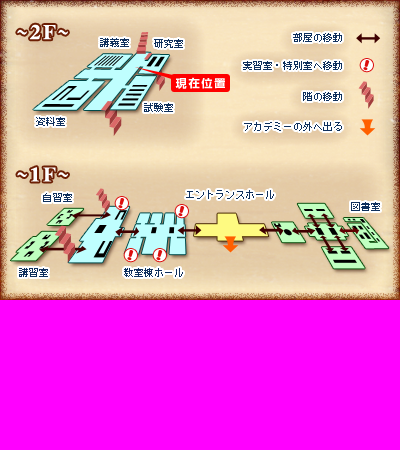 ~2F~
講義室
研究室
現在位置
試験室
資料室
部屋の移動
実習室・特別室へ移動
階の移動
アカデミーの外へ出る
~1F~
自習室
エントランスホール
図書室
講習室
教室棟ホール